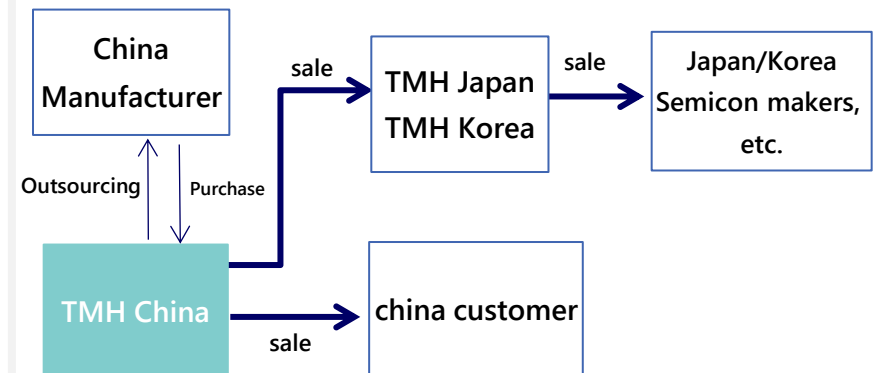 China
Manufacturer
sale
TMH Japan
TMH Korea
sale
Japan/Korea
Semicon makers,
etc.
Outsourcing
Purchase
TMH China
sale
china customer